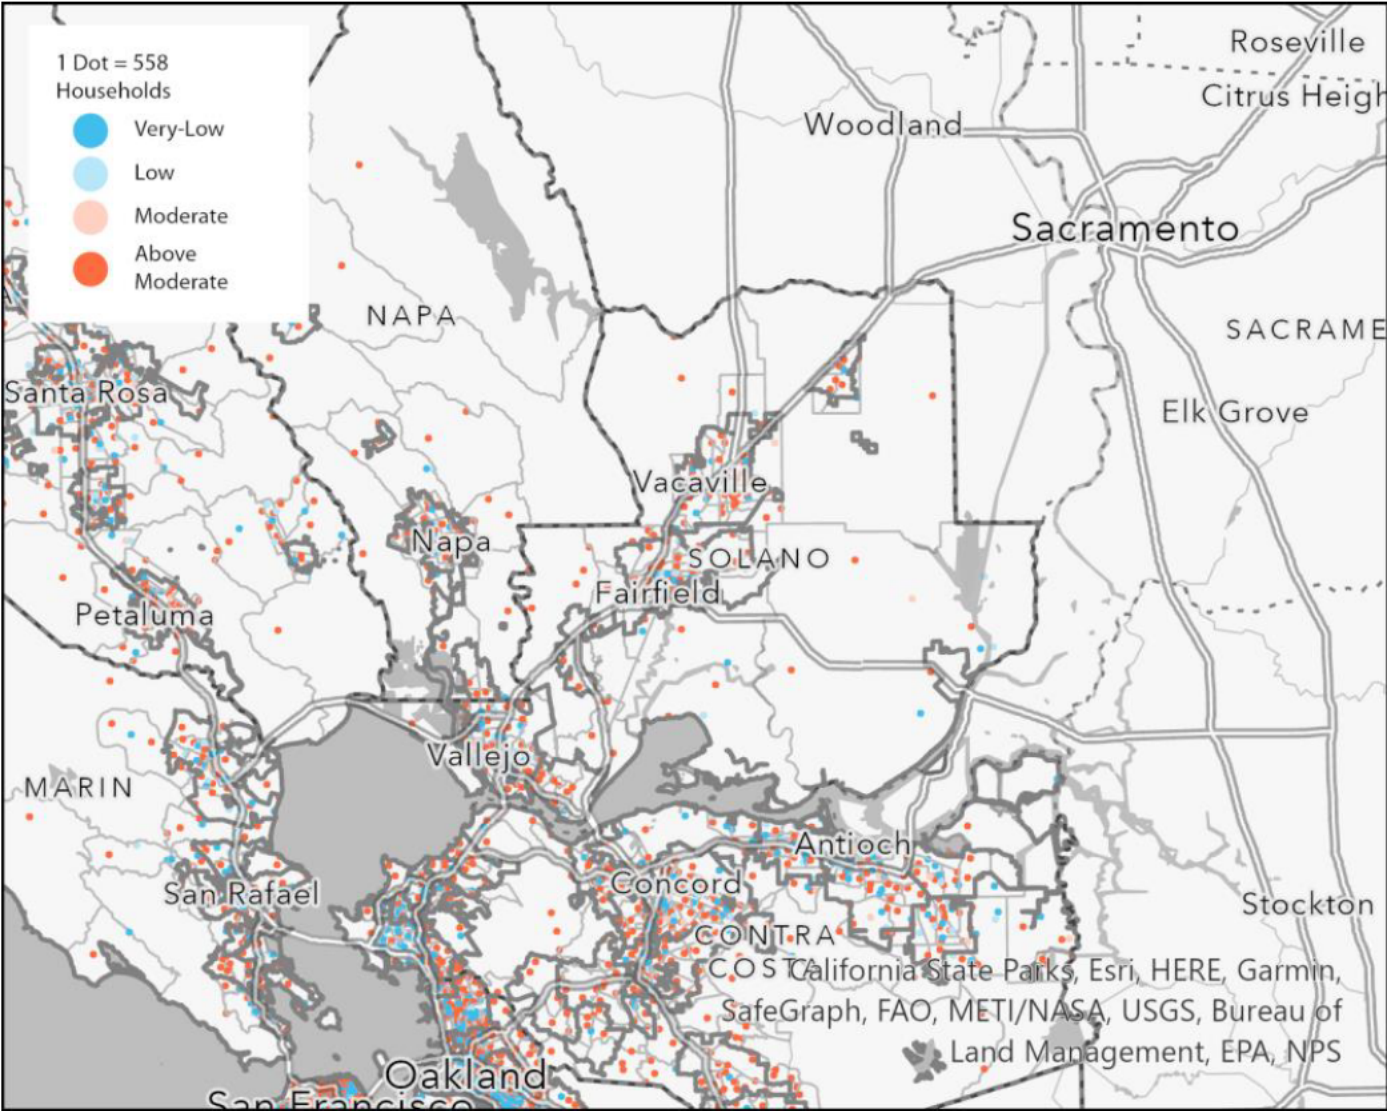 1 Dot = 558
Households
Very-Low
Low
Moderate
Above
Moderate
Roseville
Citrus Heigh
Woodland
Sacramento
NAPA
SACRAME
Santa Rosa
Elk Grove
Vacaville
Napa
SOLANO
Fairfield
Petaluma
Vallejo
MARIN
Antioch
San Rafael
Concord
Stockton
CONTRA
COSTA
California State Parks, Esri, HERE, Garmin,
SafeGraph, FAO, METI/NASA, USGS, Bureau of
Land Management, EPA, NPS
Oakland
San Francisco